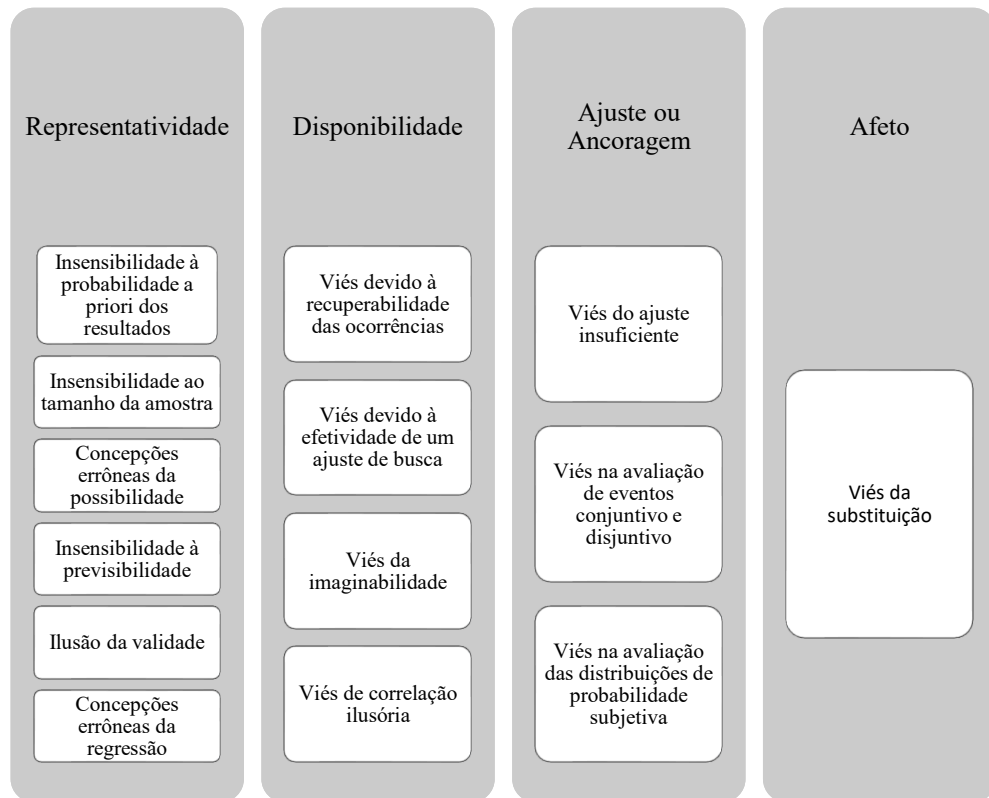 Representatividade
Insensibilidade à
probabilidade a
priori dos
resultados
Insensibilidade ao
tamanho da amostra
Concepções
errôneas da
possibilidade
Insensibilidade à
previsibilidade
Ilusão da validade
Concepções
errôneas da
regressão
Disponibilidade
Viés devido à
recuperabilidade
das ocorrências
Viés devido à
efetividade de um
ajuste de busca
Viés da
imaginabilidade
Viés de correlação
ilusória
Ajuste ou
Ancoragem
Viés do ajuste
insuficiente
Viés na avaliação
de eventos
conjuntivo e
disjuntivo
Viés na avaliação
das distribuições de
probabilidade
subjetiva
Afeto
Viés da
substituição